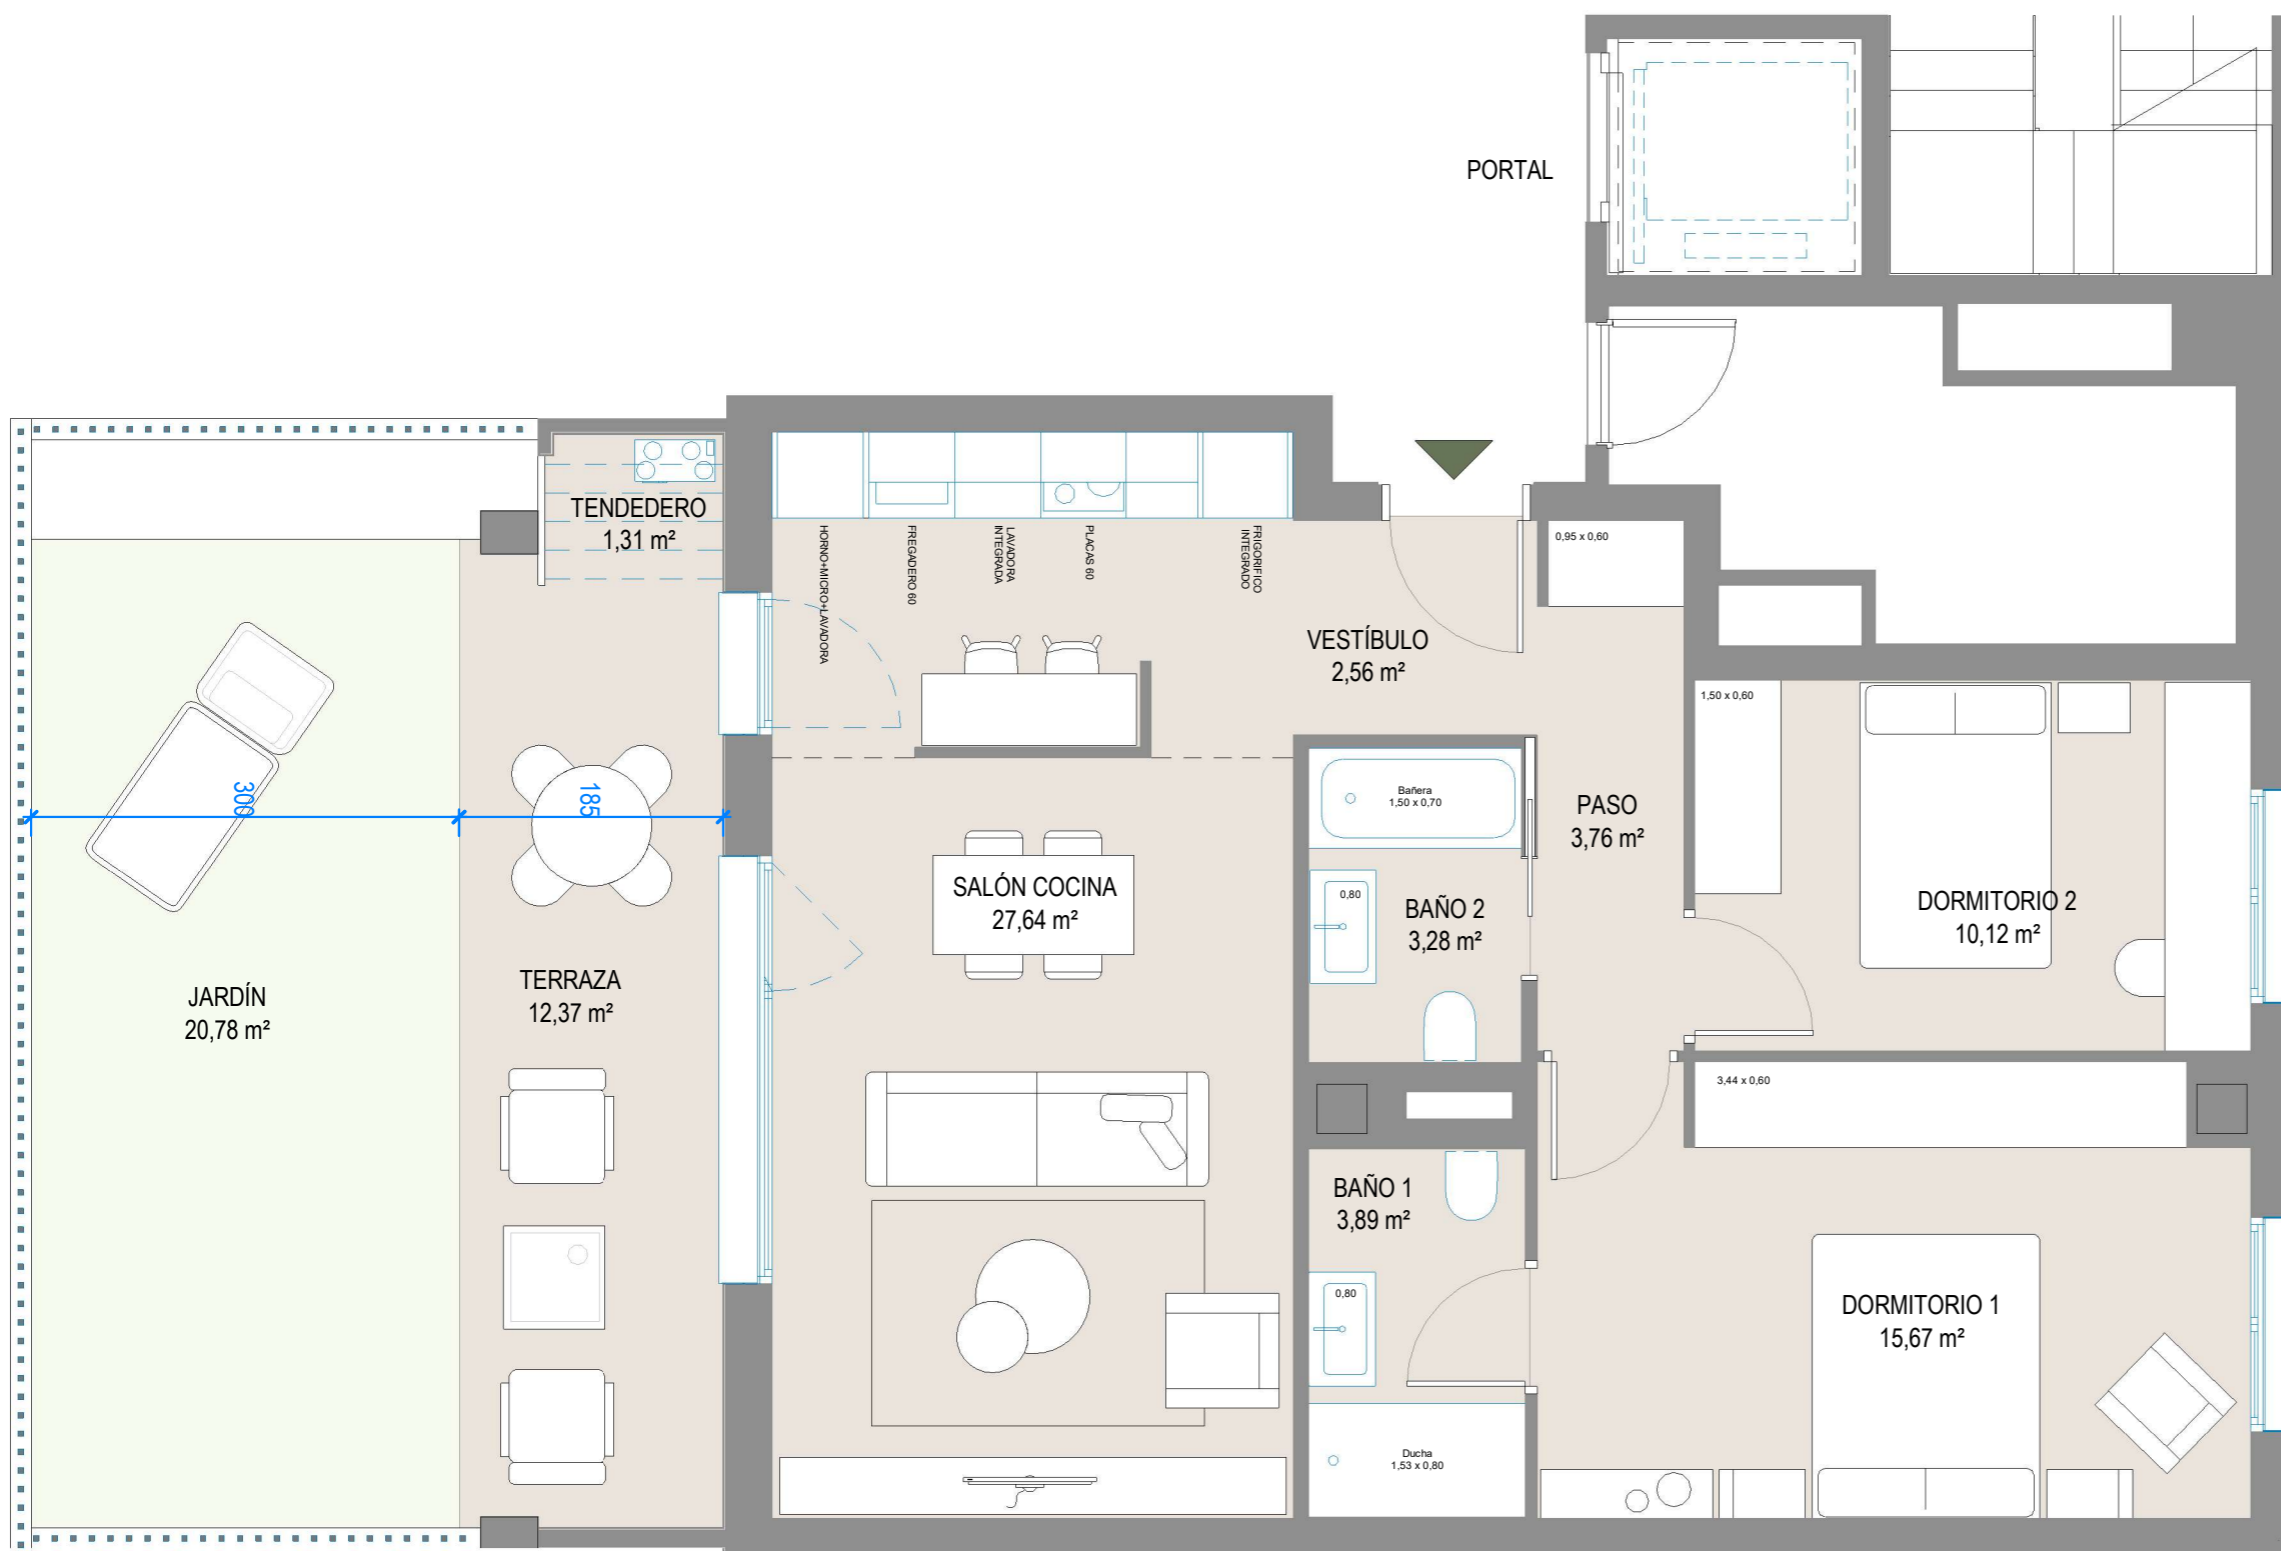 PORTAL
TENDEDERO
1,31 m²
HORNO+MICRO+LAVADORA
FREGADERO 60
LAVADORA
INTEGRADA
PLACAS 60
FRIGORIFICO
INTEGRADO
0,95 x 0,60
VESTÍBULO
2,56 m²
1,50 x 0,60
300
185
Bañera
1,50 x 0,70
PASO
3,76 m²
SALÓN COCINA
27,64 m²
0,80
BAÑO 2
3,28 m²
DORMITORIO 2
10,12 m²
JARDÍN
20,78 m²
TERRAZA
12,37 m²
3,44 x 0,60
BAÑO 1
3,89 m²
0,80
DORMITORIO 1
15,67 m²
Ducha
1,53 x 0,80